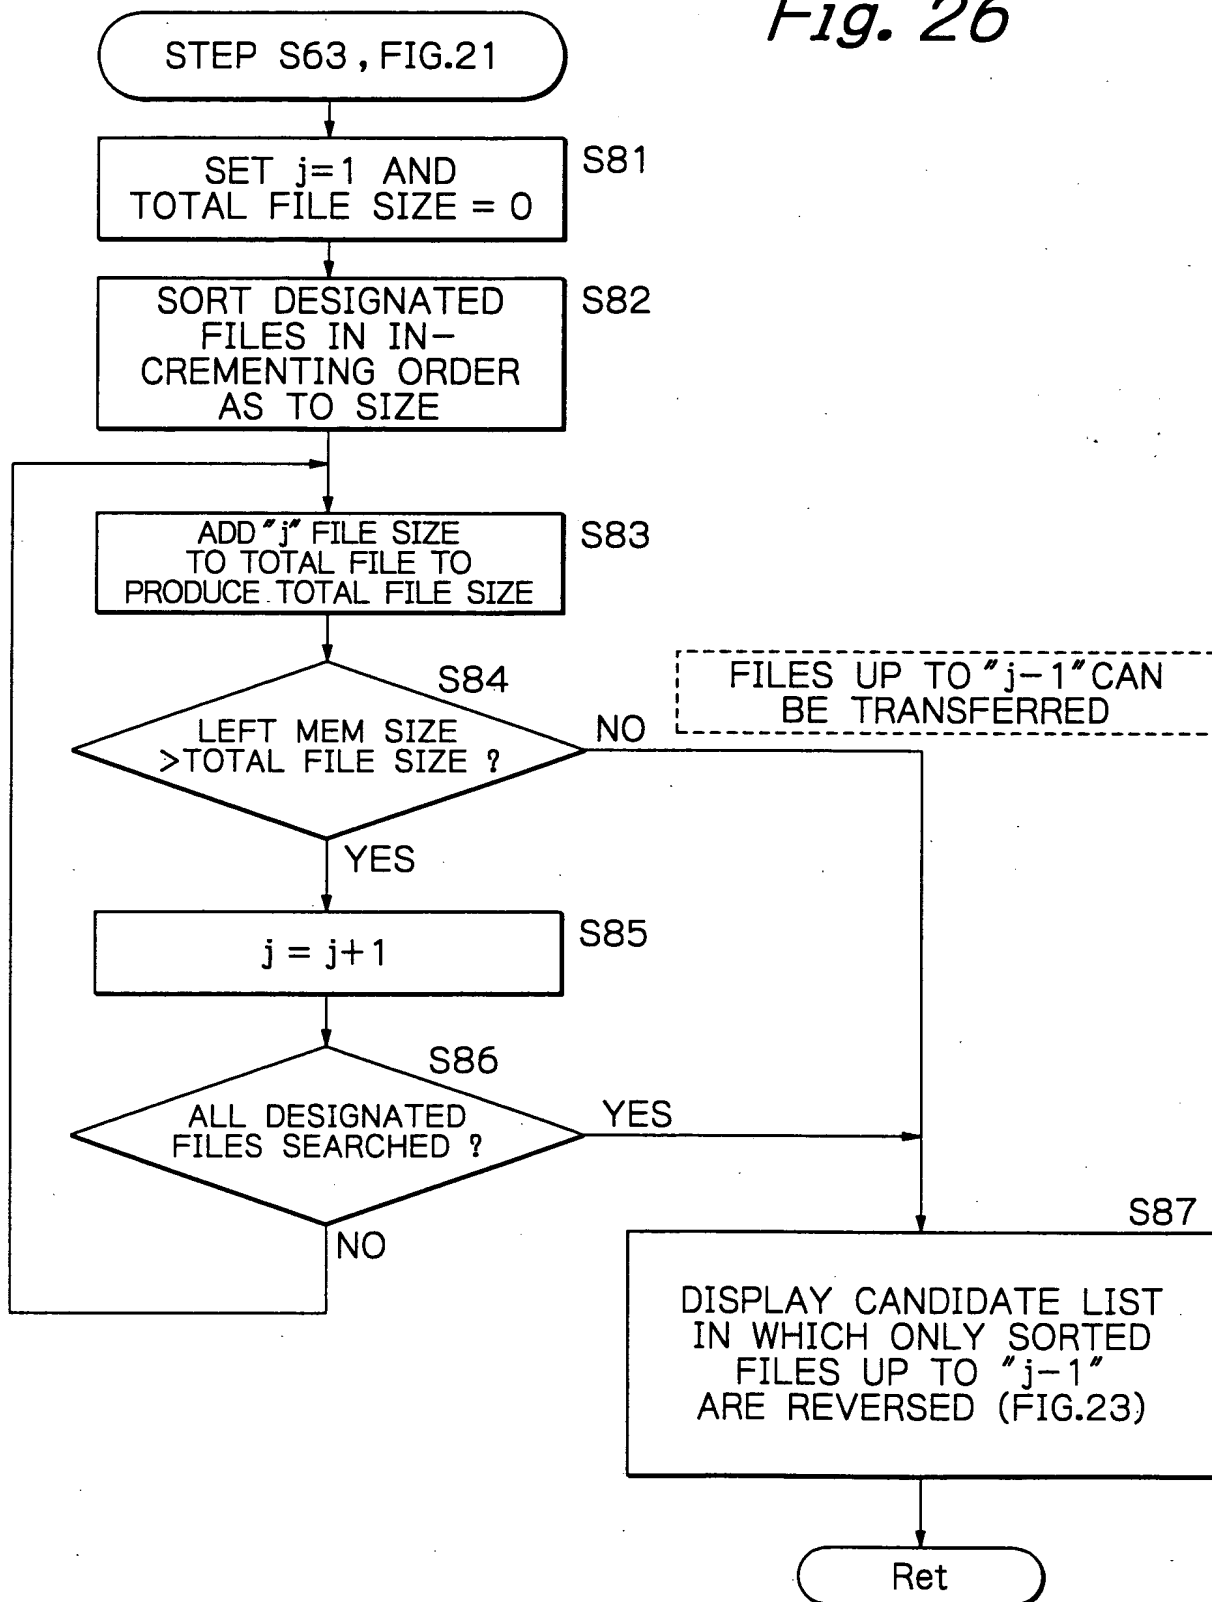 Fig. 26
STEP S63, FIG.21
SET j=1 AND
TOTAL FILE SIZE = 0
S81
SORT DESIGNATED
FILES IN IN-
CREMENTING ORDER
AS TO SIZE
S82
ADD "j" FILE SIZE
TO TOTAL FILE TO
PRODUCE TOTAL FILE SIZE
S83
S84
LEFT MEM SIZE
>TOTAL FILE SIZE ?
NO
FILES UP TO "j-1" CAN
BE TRANSFERRED
YES
j = j+1
S85
S86
ALL DESIGNATED
FILES SEARCHED ?
YES
NO
S87
DISPLAY CANDIDATE LIST
IN WHICH ONLY SORTED
FILES UP TO "j-1"
ARE REVERSED (FIG.23)
Ret